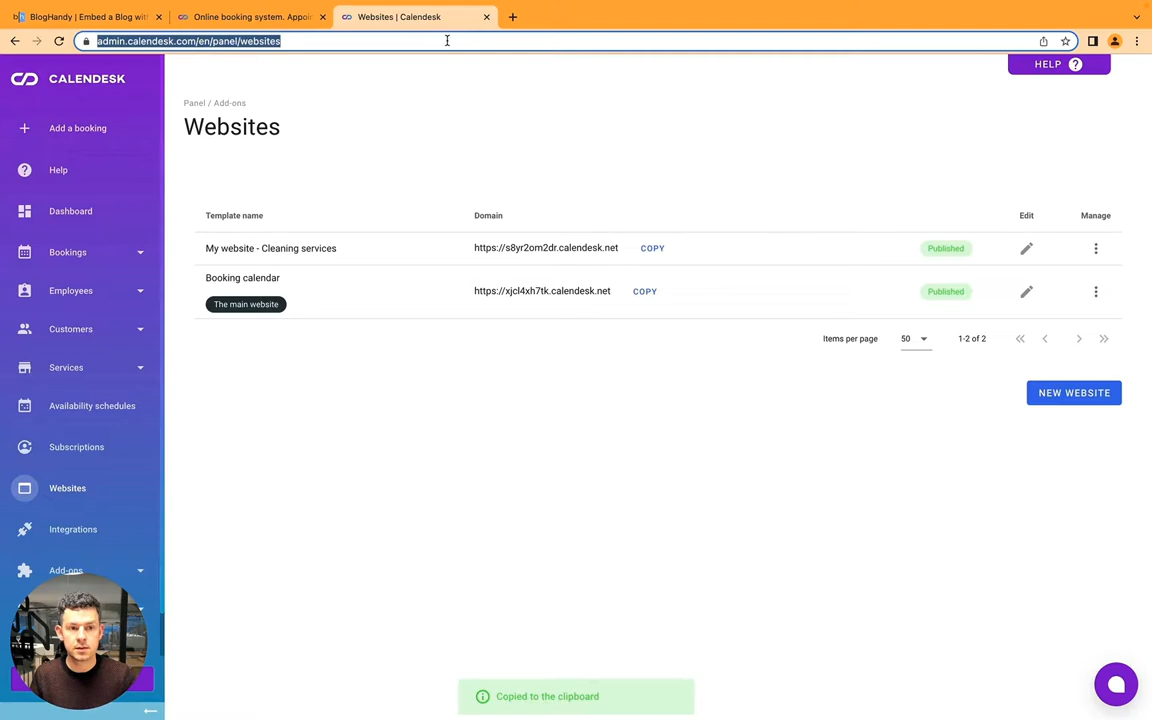 BlogHandy | Embed a Blog wit
Online booking system. Appoi
Websites | Calendesk
admin.calendesk.com/en/panel/websites
CALENDESK
HELP ?
Panel / Add-ons
Websites
Add a booking
Help
Dashboard
Bookings
Employees
Customers
Services
Availability schedules
Subscriptions
Websites
Integrations
Add-ons
Template name Domain Edit Manage
My website - Cleaning services https://s8yr2om2dr.calendesk.net COPY Published
Booking calendar
The main website
https://xjcl4xh7tk.calendesk.net COPY Published
Items per page 50 1-2 of 2
NEW WEBSITE
Copied to the clipboard